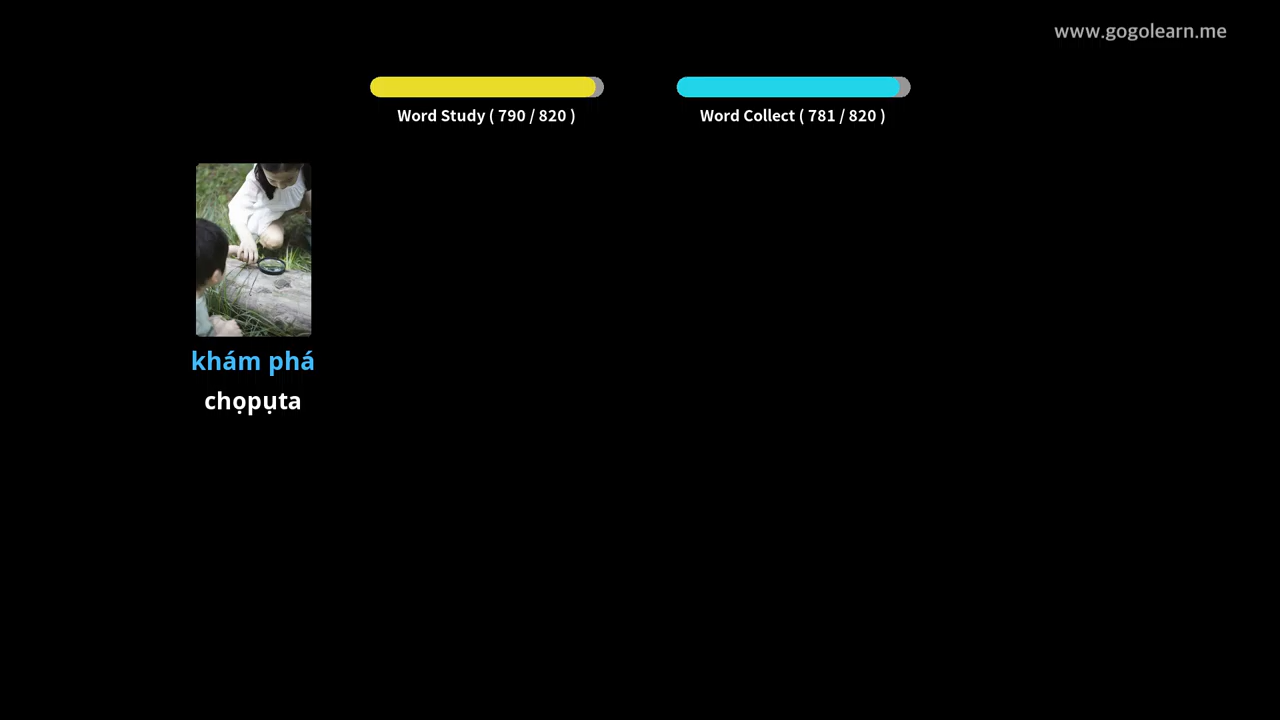 www.gogolearn.me
Word Study ( 790 / 820 )
Word Collect ( 781 / 820 )
khám phá
chọpụta